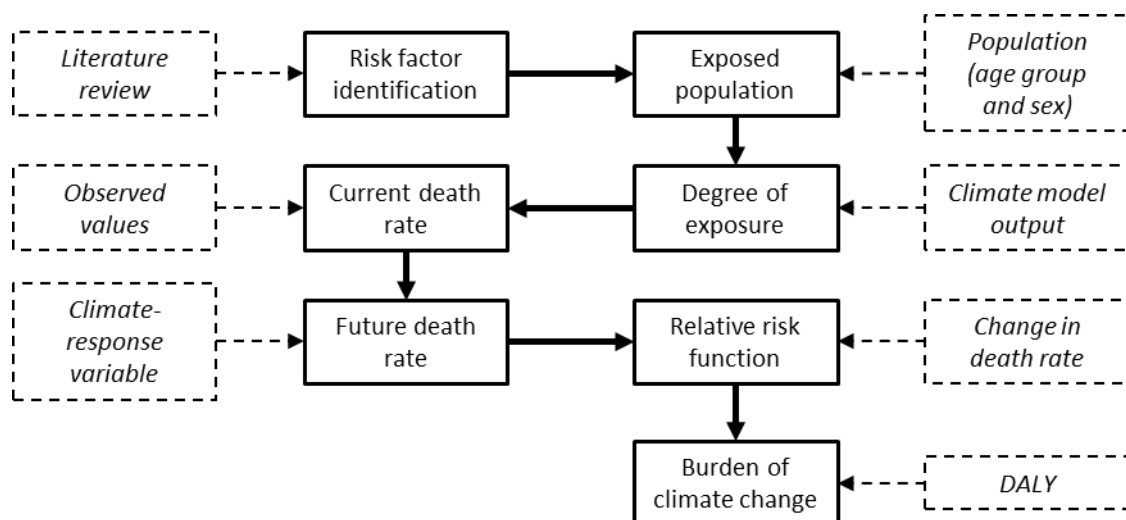 Literature
review
Risk factor
identification
Exposed
population
Population
(age group
and sex)
Observed
values
Current death
rate
Degree of
exposure
Climate model
output
Climate-
response
variable
Future death
rate
Relative risk
function
Change in
death rate
Burden of
climate change
DALY